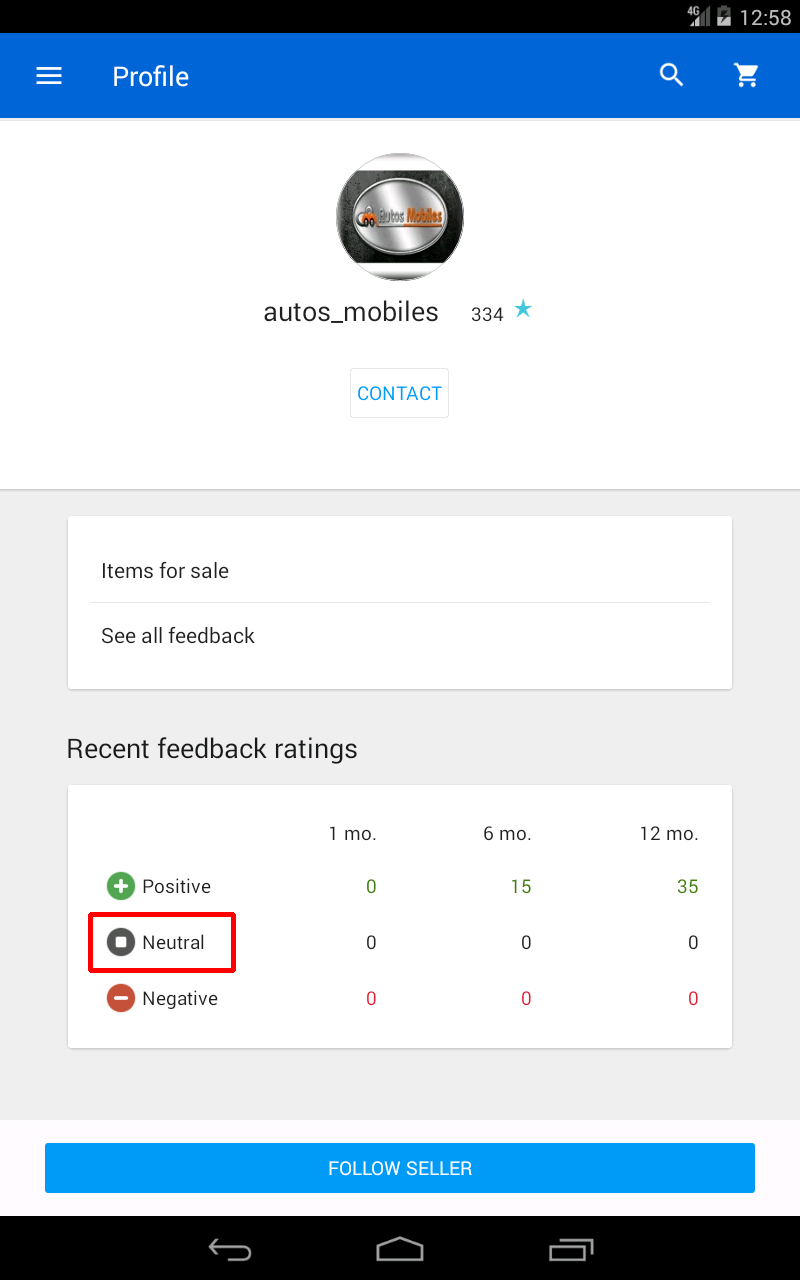 4G 12:58
Profile
Autos Mobiles
autos_mobiles 334
CONTACT
Items for sale
See all feedback
Recent feedback ratings
1 mo. 6 mo. 12 mo.
Positive 0 15 35
Neutral 0 0 0
Negative 0 0 0
FOLLOW SELLER